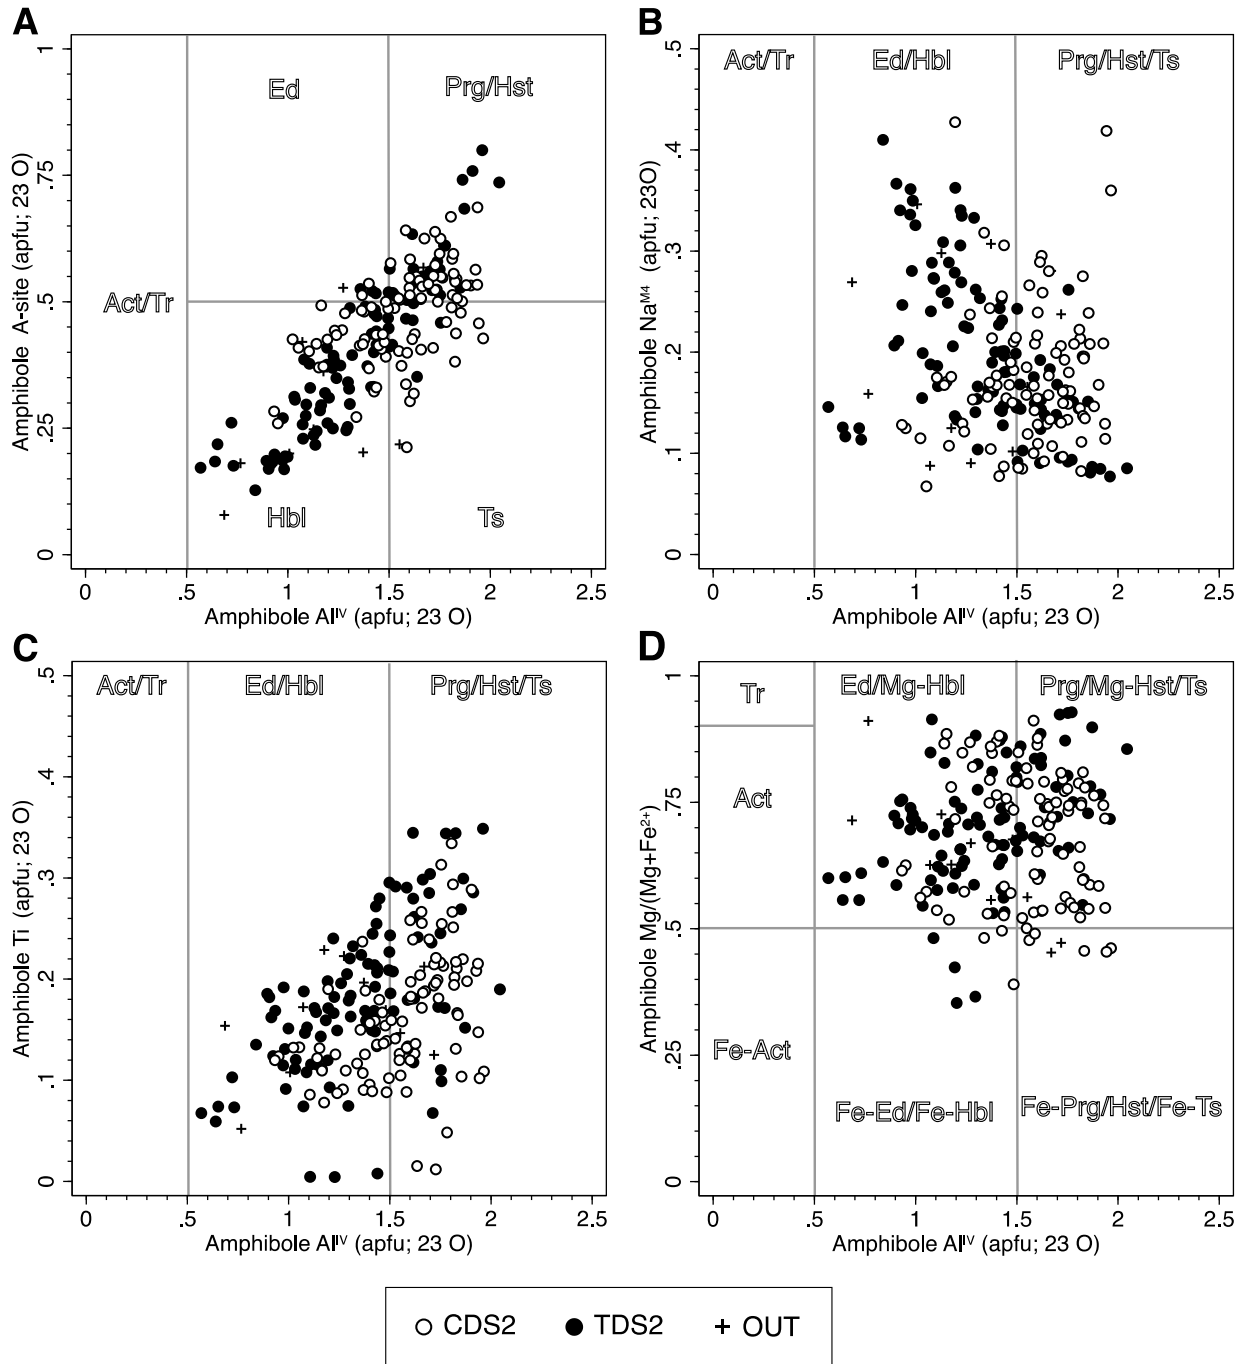 A
1
.75
.5
.25
0
Amphibole A-site (apfu; 23 O)
Ed
Prg/Hst
Act/Tr
Hbl
Ts
0 .5 1 1.5 2 2.5
Amphibole Al^IV (apfu; 23 O)
B
.5
.4
.3
.2
.1
0
Amphibole Na^M4 (apfu; 23O)
Act/Tr
Ed/Hbl
Prg/Hst/Ts
0 .5 1 1.5 2 2.5
Amphibole Al^IV (apfu; 23 O)
C
.5
.4
.3
.2
.1
0
Amphibole Ti (apfu; 23 O)
Act/Tr
Ed/Hbl
Prg/Hst/Ts
0 .5 1 1.5 2 2.5
Amphibole Al^IV (apfu; 23 O)
D
1
.75
.5
.25
0
Amphibole Mg/(Mg+Fe²⁺)
Tr
Ed/Mg-Hbl
Prg/Mg-Hst/Ts
Act
Fe-Act
Fe-Ed/Fe-Hbl
Fe-Prg/Hst/Fe-Ts
0 .5 1 1.5 2 2.5
Amphibole Al^IV (apfu; 23 O)
CDS2 TDS2 OUT